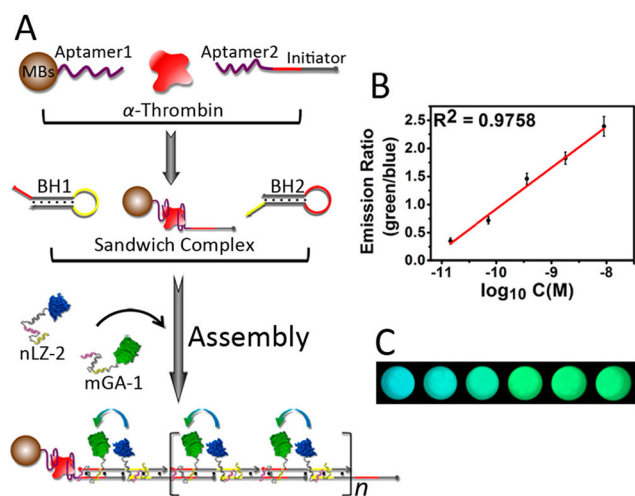 A
MBs
Aptamer1
Aptamer2
Initiator
α-Thrombin
BH1
BH2
Sandwich Complex
nLZ-2
mGA-1
Assembly
n
B
R² = 0.9758
Emission Ratio
(green/blue)
2.5
2.0
1.5
1.0
0.5
0.0
-11
-10
-9
-8
-7
log₁₀ C(M)
C